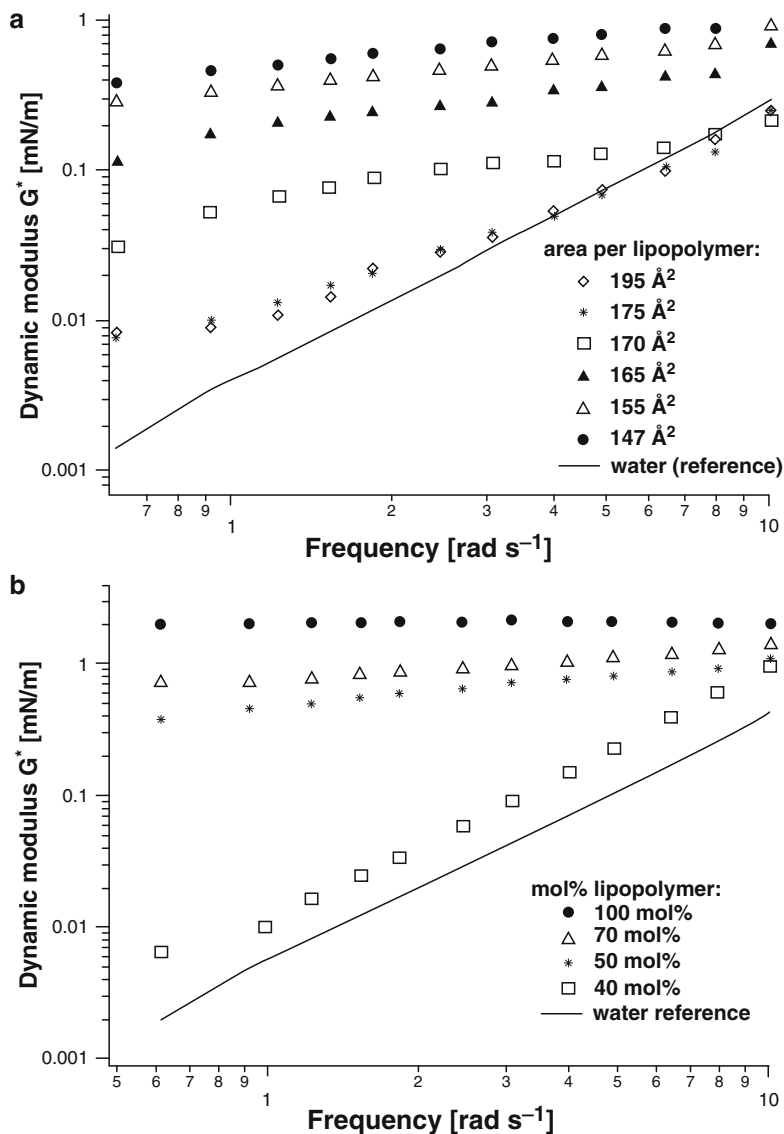 a
Dynamic modulus G* [mN/m]
1
0.1
0.01
0.001
area per lipopolymer:
195 Å²
175 Å²
170 Å²
165 Å²
155 Å²
147 Å²
water (reference)
7 8 9 1 2 3 4 5 6 7 8 10
Frequency [rad s⁻¹]
b
Dynamic modulus G* [mN/m]
1
0.1
0.01
0.001
mol% lipopolymer:
100 mol%
70 mol%
50 mol%
40 mol%
water reference
5 6 7 8 9 1 2 3 4 5 6 7 8 10
Frequency [rad s⁻¹]